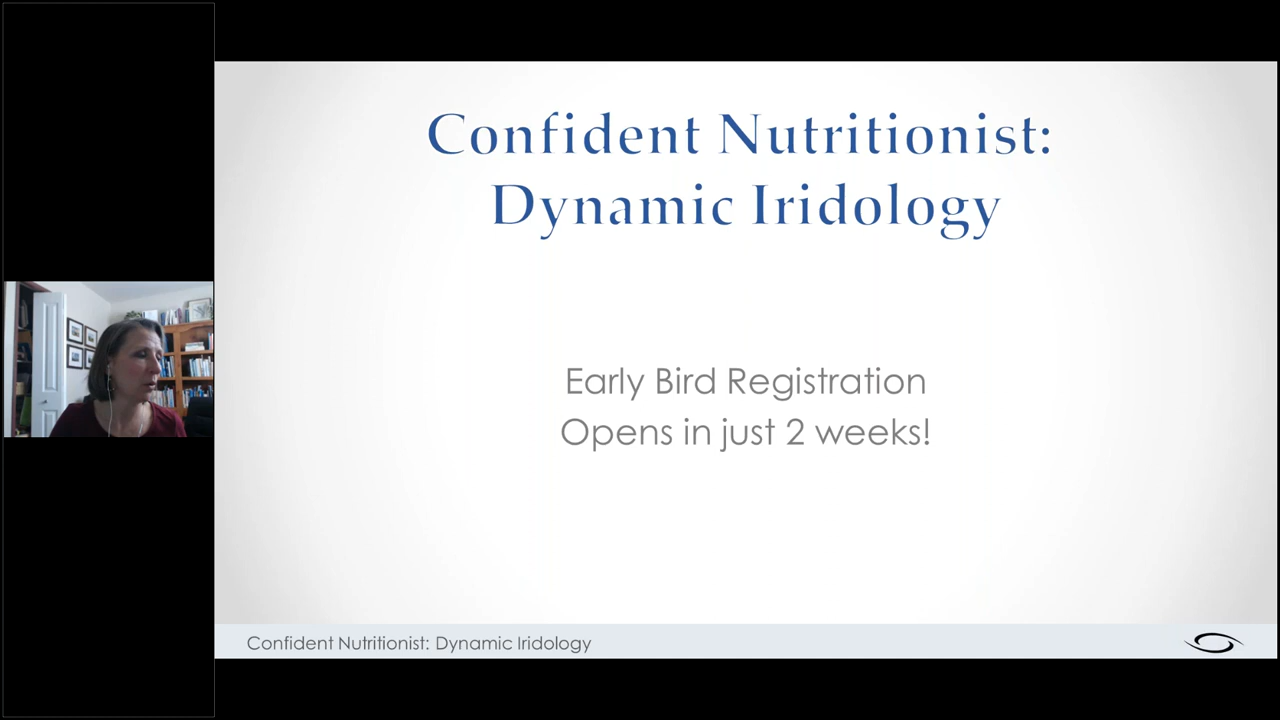 Confident Nutritionist:
Dynamic Iridology
Early Bird Registration
Opens in just 2 weeks!
Confident Nutritionist: Dynamic Iridology